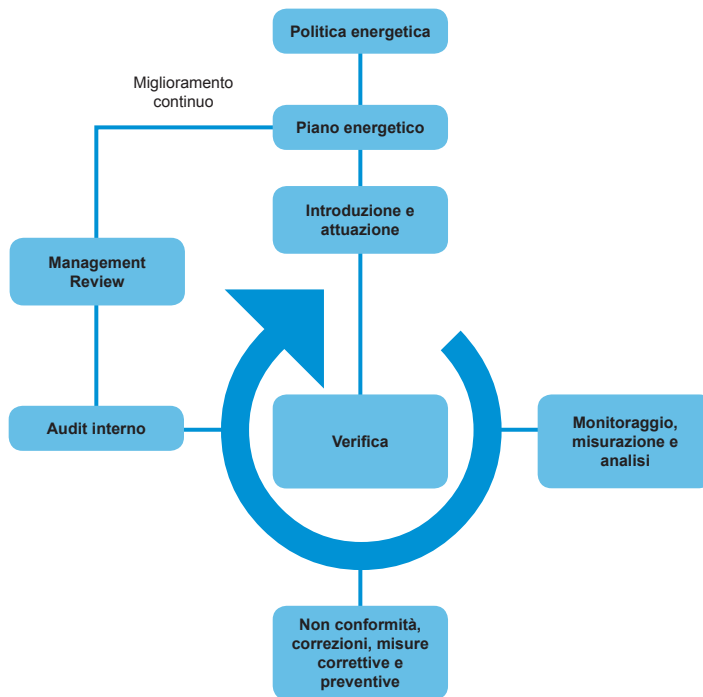 Politica energetica
Miglioramento
continuo
Piano energetico
Introduzione e
attuazione
Management
Review
Audit interno
Verifica
Monitoraggio,
misurazione e
analisi
Non conformità,
correzioni, misure
correttive e
preventive